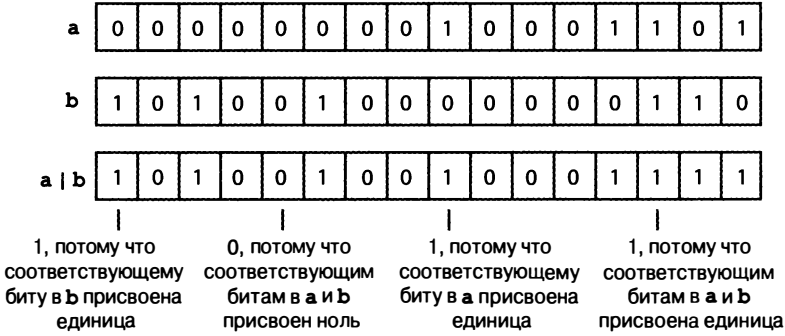 a 0 0 0 0 0 0 0 0 1 0 0 0 1 1 0 1
b 1 0 1 0 0 1 0 0 0 0 0 0 0 1 1 0
a | b 1 0 1 0 0 1 0 0 1 0 0 0 1 1 1 1
1, потому что
соответствующему
биту в b присвоена
единица
0, потому что
соответствующим
битам в a и b
присвоен ноль
1, потому что
соответствующему
биту в a присвоена
единица
1, потому что
соответствующим
битам в a и b
присвоена единица